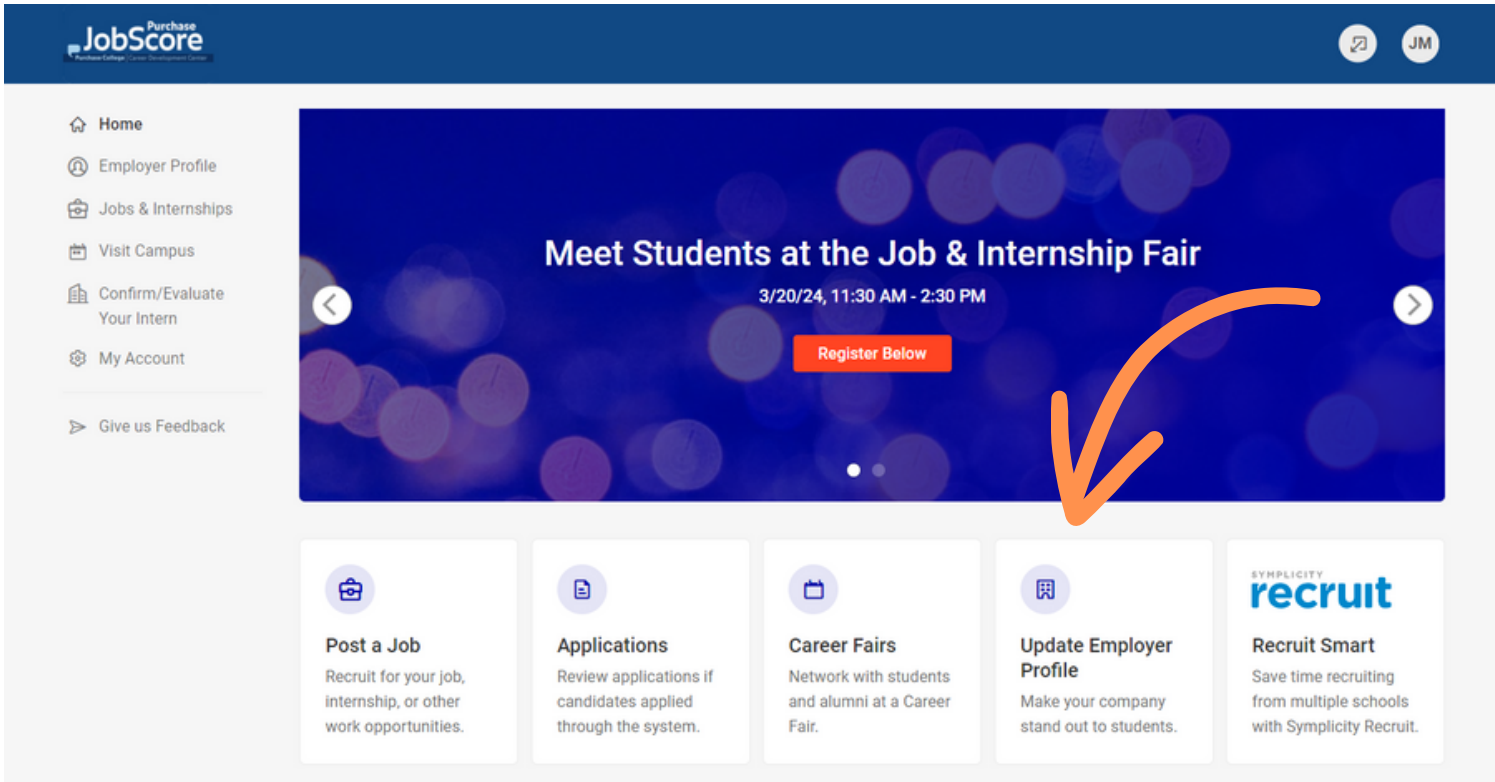 Purchase
JobScore
Purchase College | Career Development Center
JM
Home
Employer Profile
Jobs & Internships
Visit Campus
Confirm/Evaluate
Your Intern
My Account
Give us Feedback
Meet Students at the Job & Internship Fair
3/20/24, 11:30 AM - 2:30 PM
Register Below
Post a Job
Recruit for your job,
internship, or other
work opportunities.
Applications
Review applications if
candidates applied
through the system.
Career Fairs
Network with students
and alumni at a Career
Fair.
Update Employer
Profile
Make your company
stand out to students.
SYMPLICITY
recruit
Recruit Smart
Save time recruiting
from multiple schools
with Symplicity Recruit.